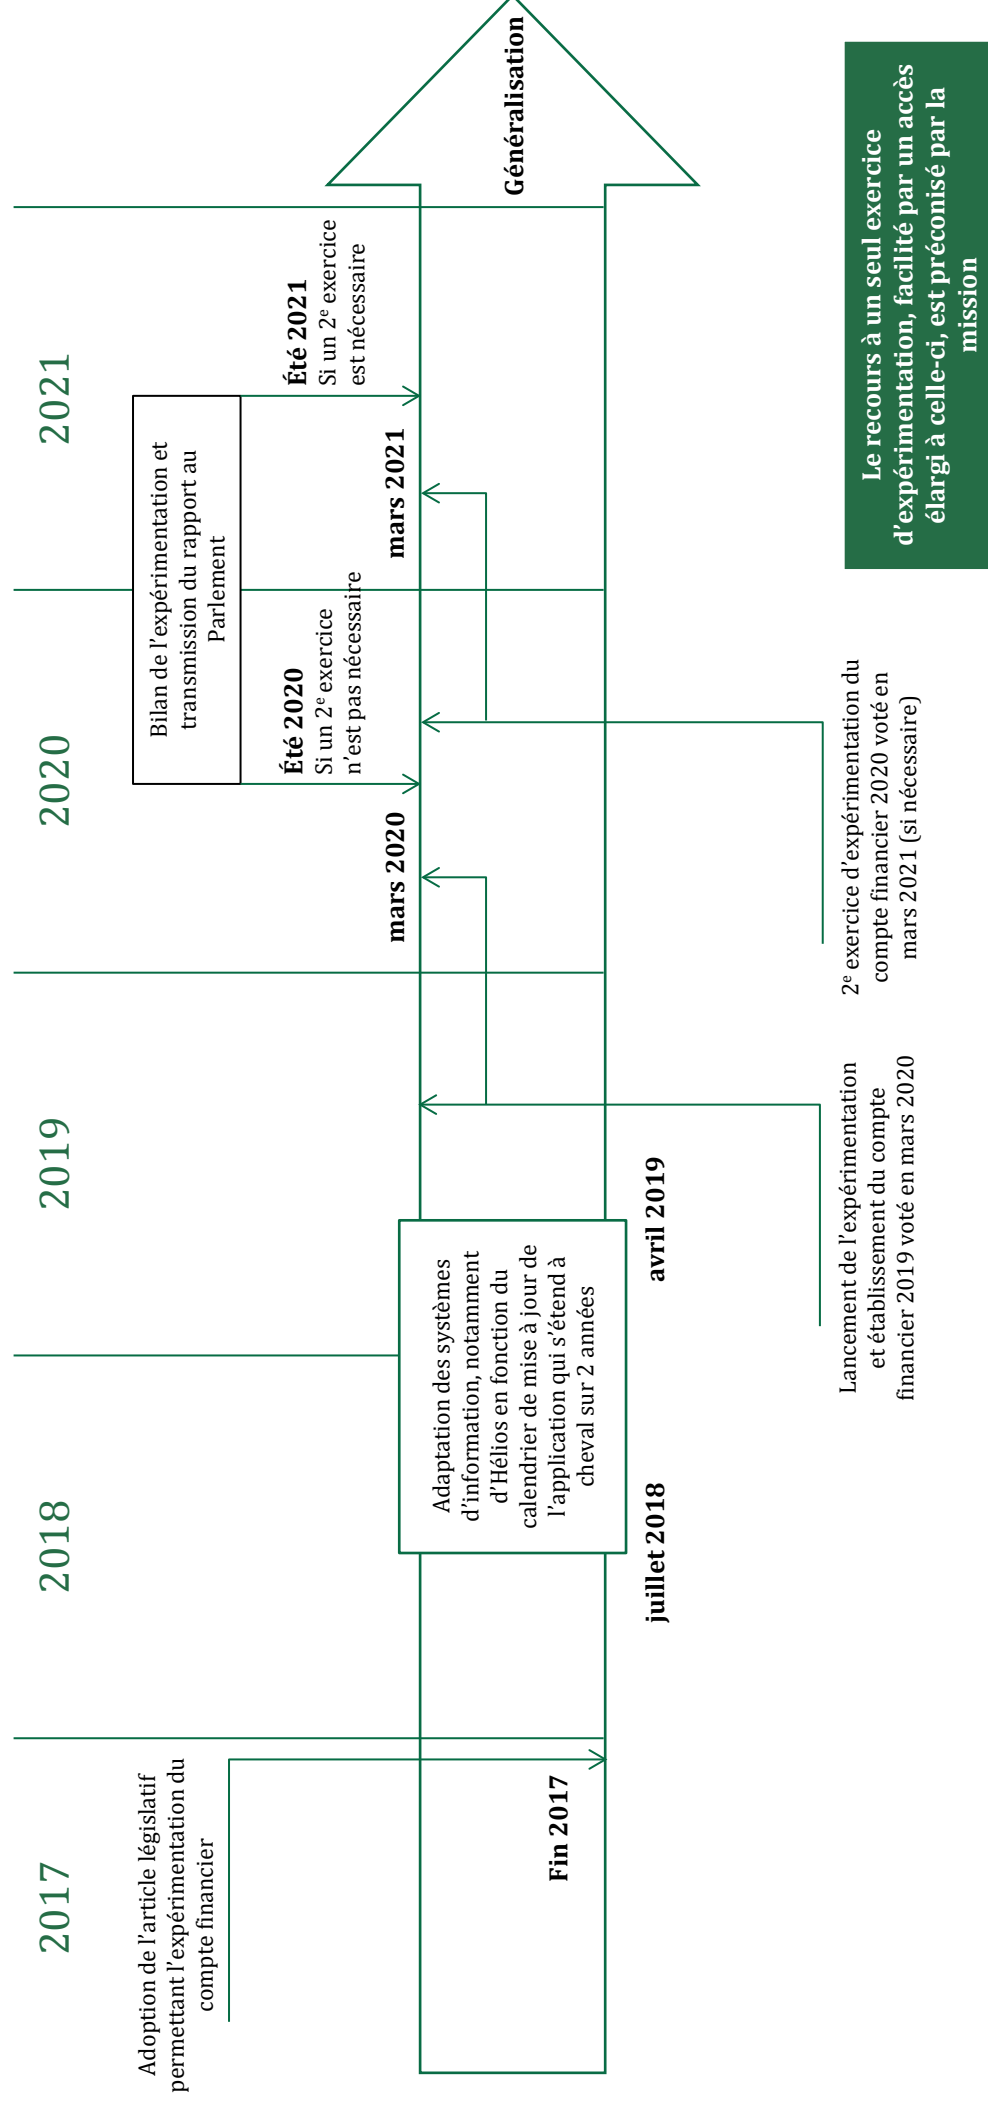 2017
2018
2019
2020
2021
Adoption de l'article législatif
permettant l'expérimentation du
compte financier
Bilan de l'expérimentation et
transmission du rapport au
Parlement
Été 2020
Si un 2e exercice
n'est pas nécessaire
Été 2021
Si un 2e exercice
est nécessaire
mars 2020
mars 2021
Fin 2017
Adaptation des systèmes
d'information, notamment
d'Hélios en fonction du
calendrier de mise à jour de
l'application qui s'étend à
cheval sur 2 années
Généralisation
juillet 2018
avril 2019
Lancement de l'expérimentation
et établissement du compte
financier 2019 voté en mars 2020
2e exercice d'expérimentation du
compte financier 2020 voté en
mars 2021 (si nécessaire)
Le recours à un seul exercice
d'expérimentation, facilité par un accès
élargi à celle-ci, est préconisé par la
mission